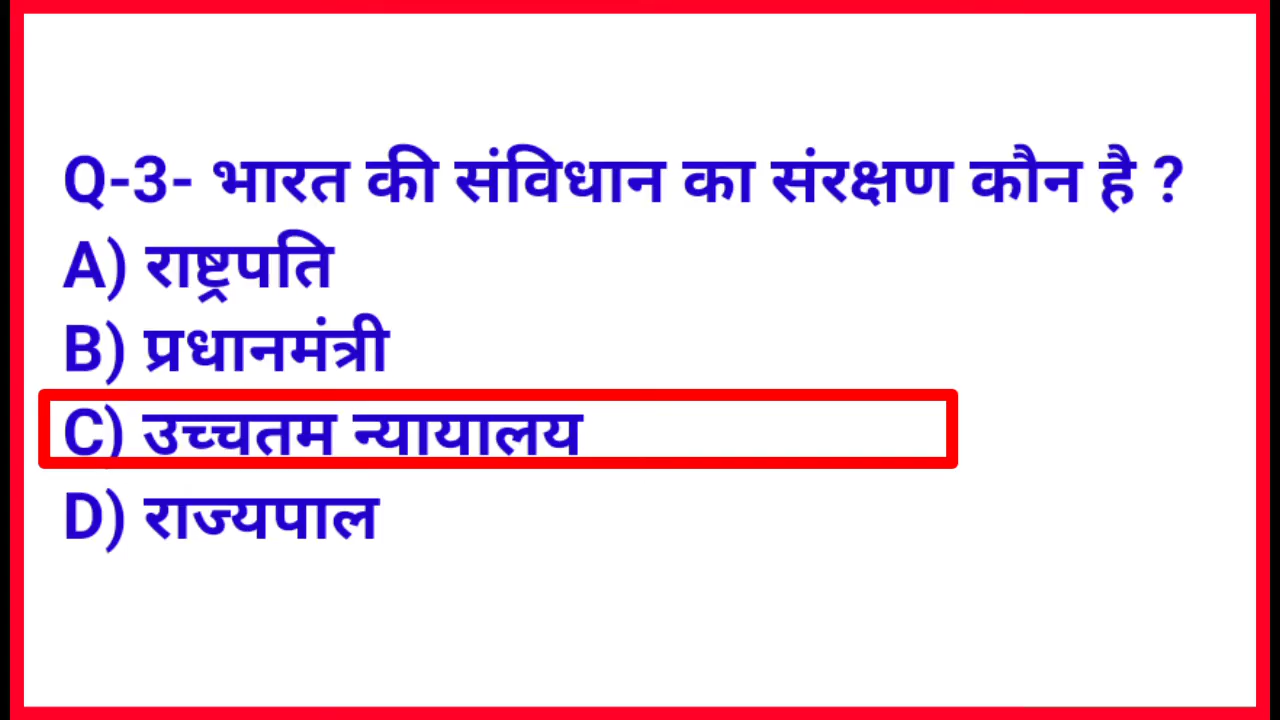 Q-3- भारत की संविधान का संरक्षण कौन है ?
A) राष्ट्रपति
B) प्रधानमंत्री
C) उच्चतम न्यायालय
D) राज्यपाल